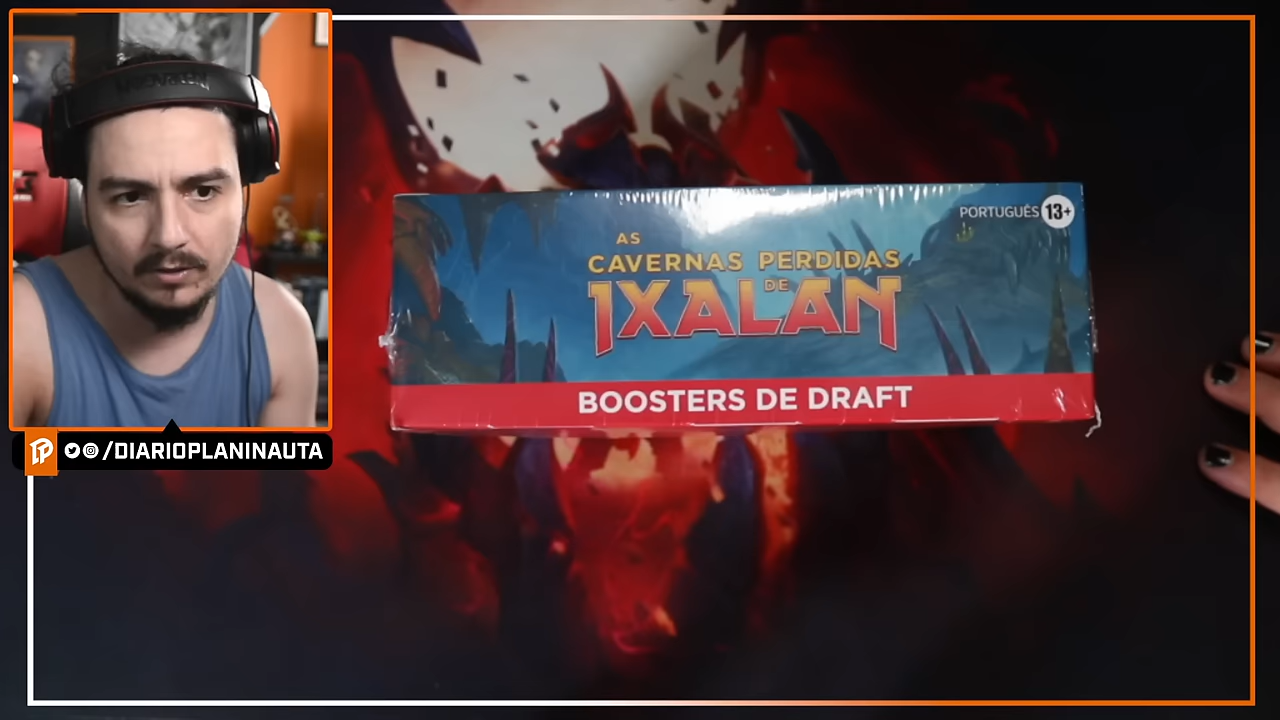 /DIARIOPLANINAUTA
PORTUGUÊS 13+
AS
CAVERNAS PERDIDAS
DE
IXALAN
BOOSTERS DE DRAFT